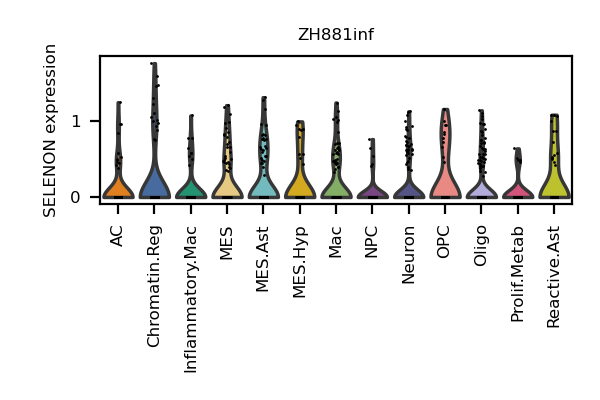 ZH881inf
SELENON expression
1
0
AC
Chromatin.Reg
Inflammatory.Mac
MES
MES.Ast
MES.Hyp
Mac
NPC
Neuron
OPC
Oligo
Prolif.Metab
Reactive.Ast